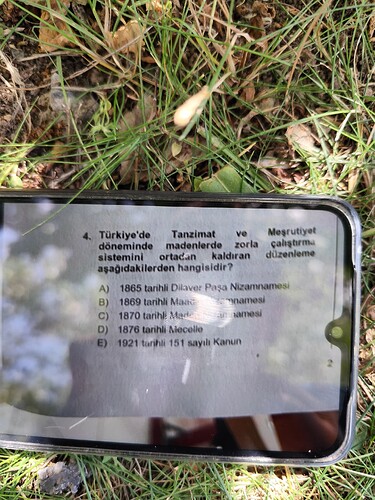 4. Türkiye'de Tanzimat ve Meşrutiyet
döneminde madenlerde zorla çalıştırma
sistemini ortadan kaldıran düzenleme
aşağıdakilerden hangisidir?
A) 1865 tarihli Dilaver Paşa Nizamnamesi
B) 1869 tarihli Maadin
C) 1870 tarihli
D) 1876 tarihli Mecelle
E) 1921 tarihli 151 sayılı Kanun
2